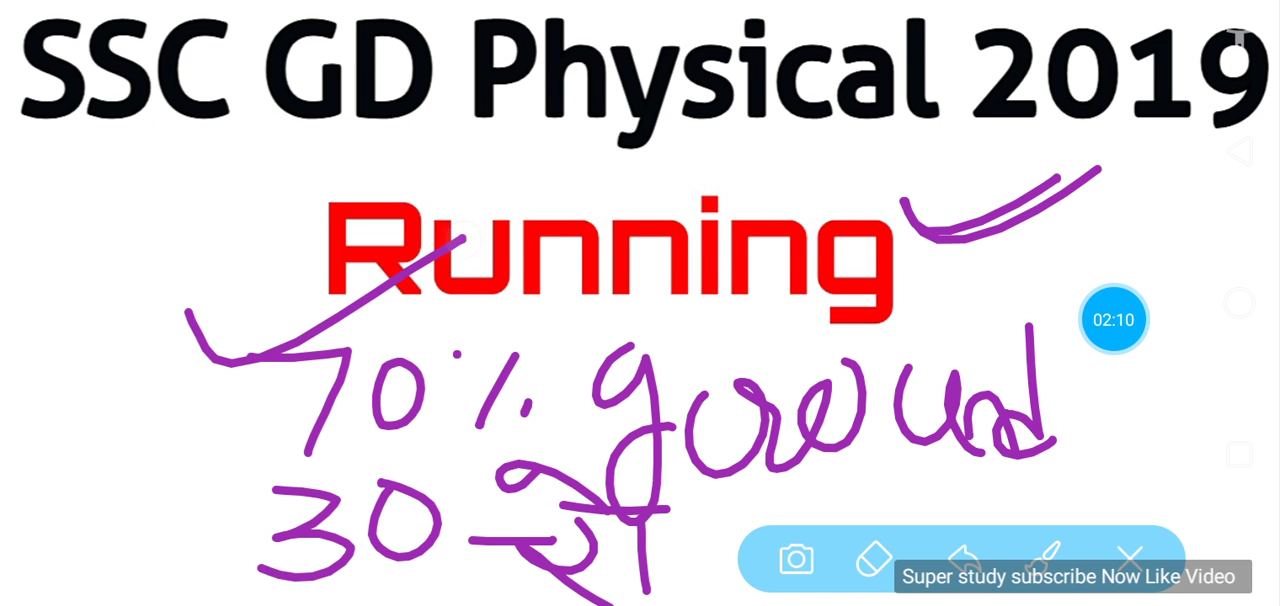 SSC GD Physical 2019
Running
02:10
70% ground
30
Super study subscribe Now Like Video